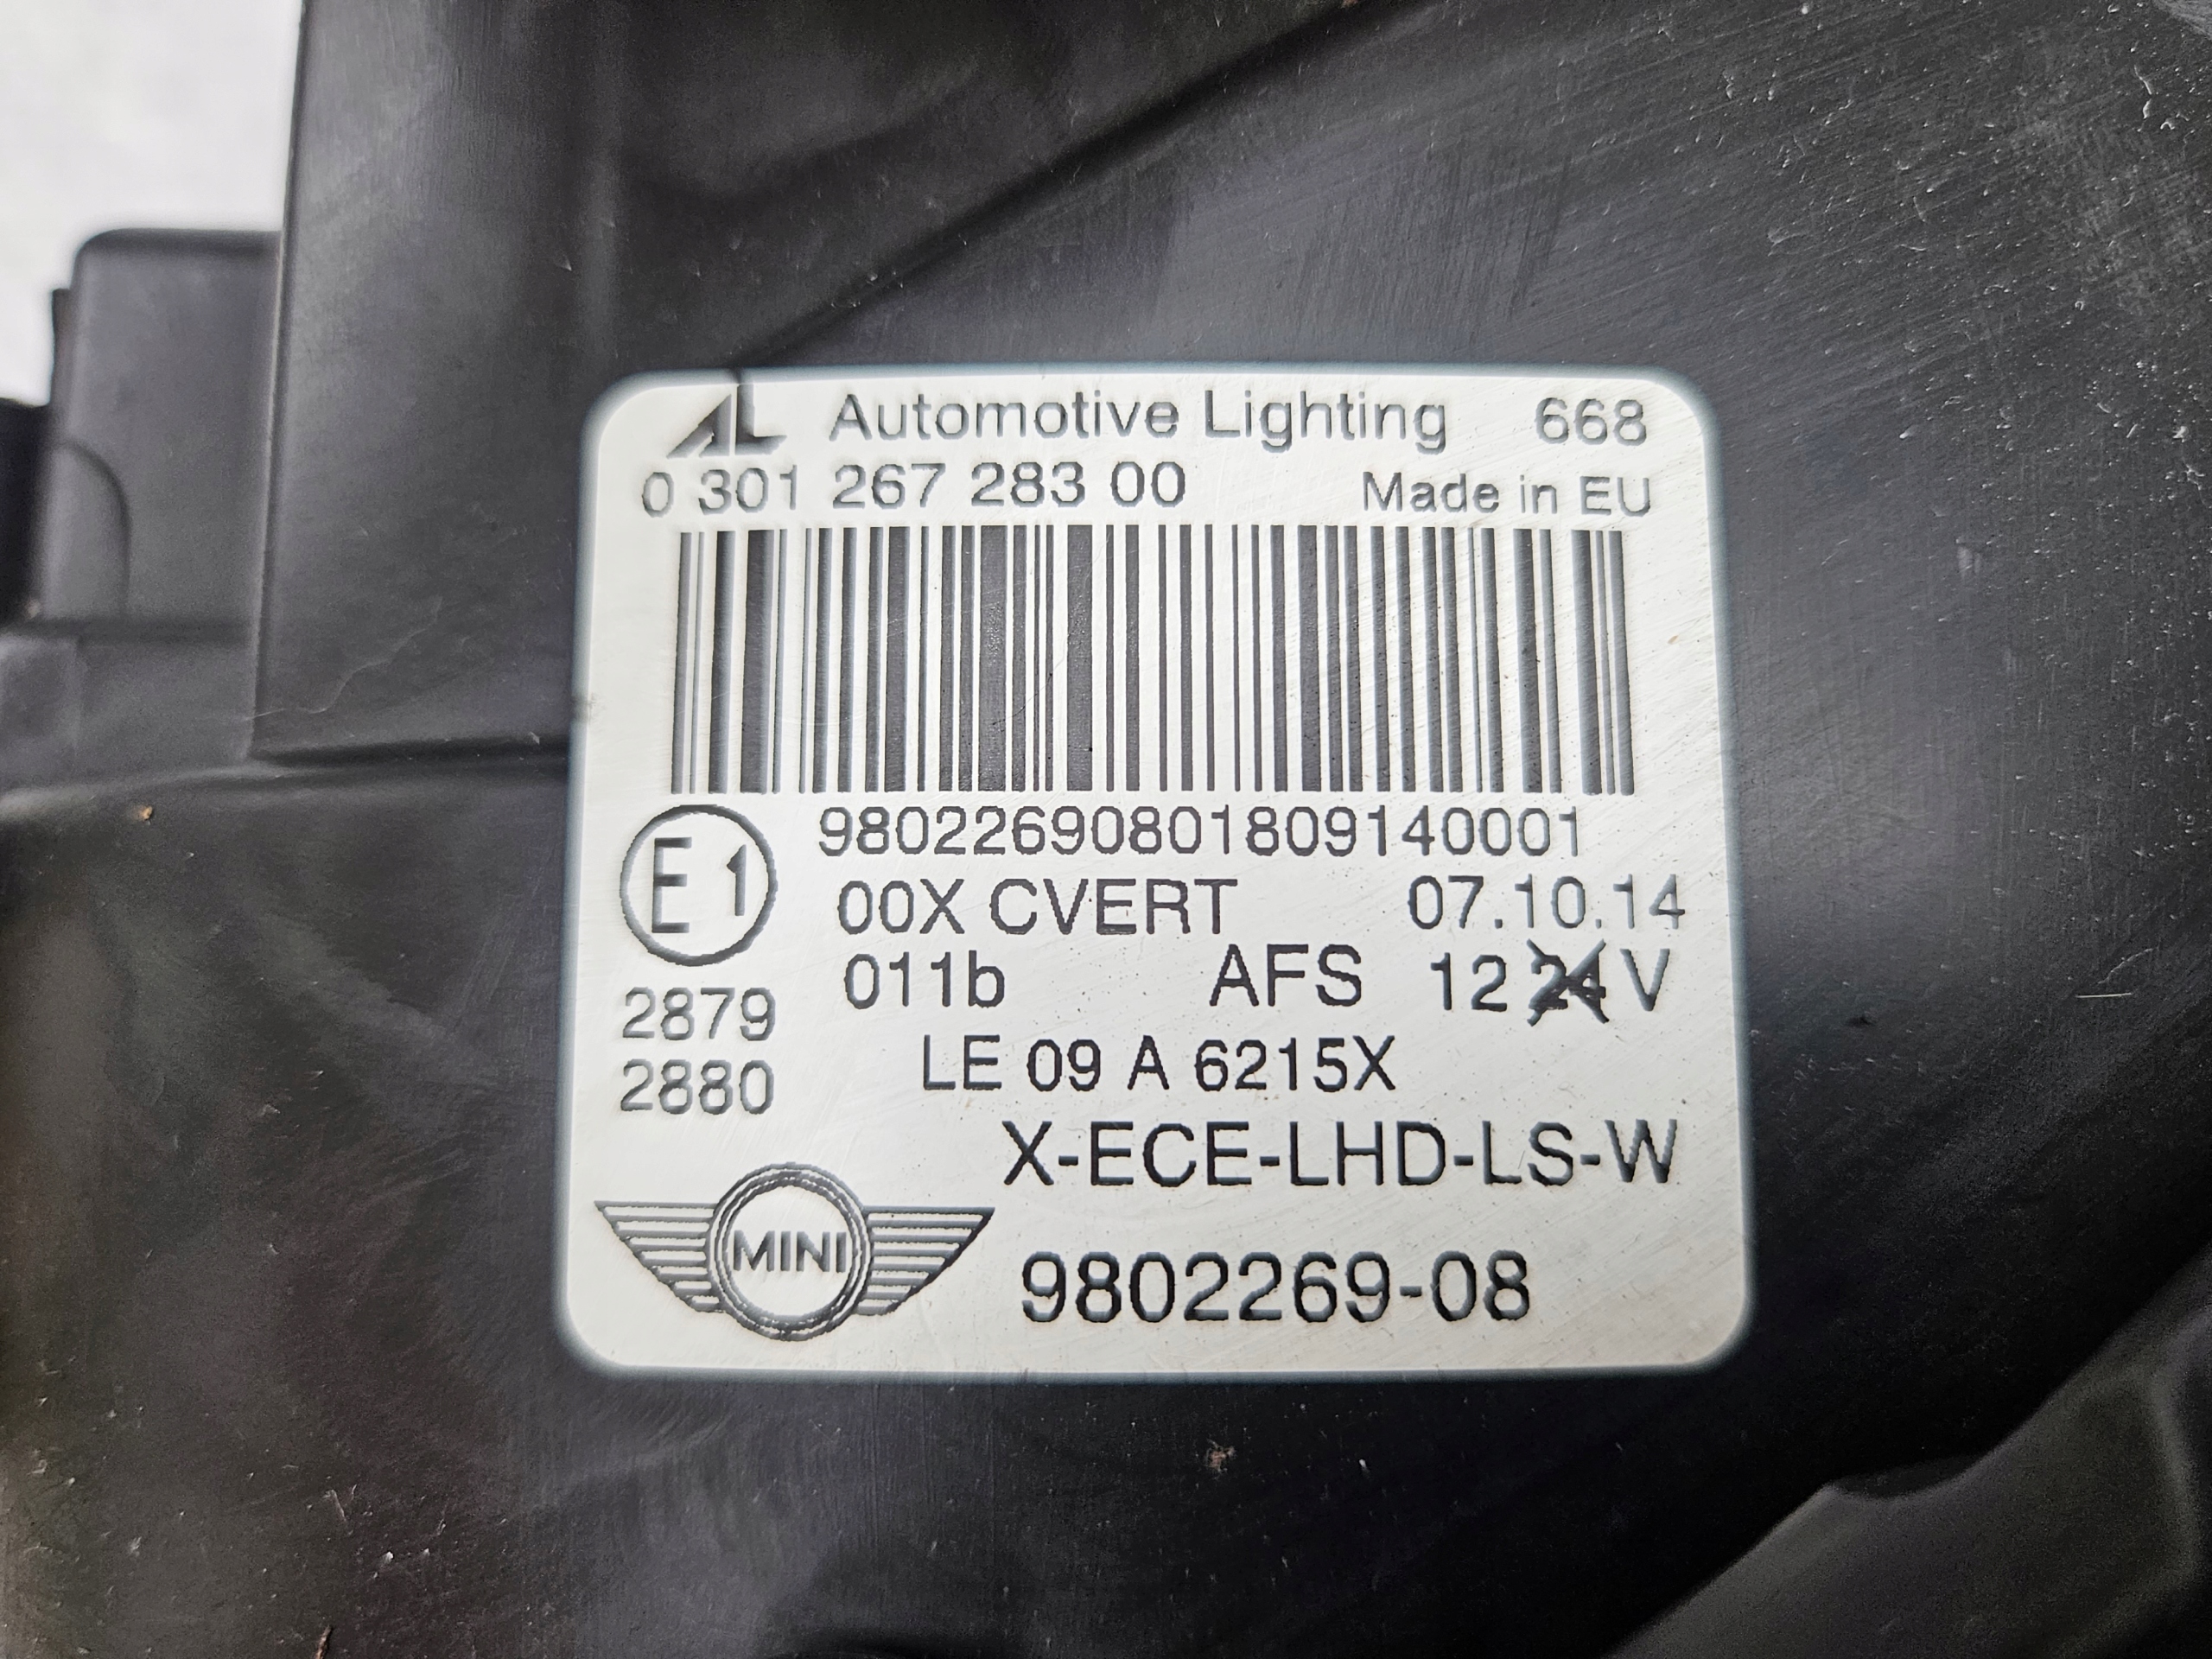 AL Automotive Lighting 668
0 301 267 283 00 Made in EU
98022690801809140001
E1 00X CVERT 07.10.14
011b AFS 12 24 V
2879
LE 09 A 6215X
2880
X-ECE-LHD-LS-W
MINI 9802269-08